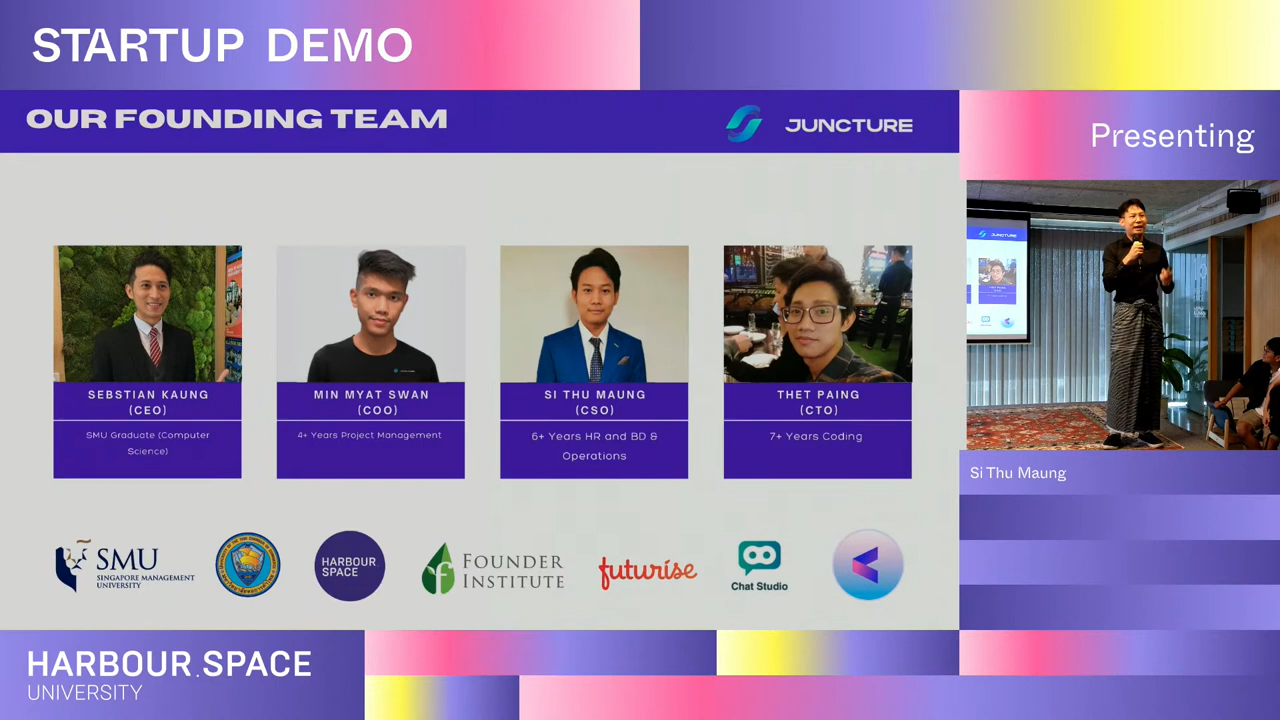 STARTUP DEMO
OUR FOUNDING TEAM
JUNCTURE
Presenting
SEBSTIAN KAUNG
(CEO)
SMU Graduate (Computer
Science)
MIN MYAT SWAN
(COO)
4+ Years Project Management
SI THU MAUNG
(CSO)
6+ Years HR and BD &
Operations
THET PAING
(CTO)
7+ Years Coding
JUNCTURE
Si Thu Maung
SMU
SINGAPORE MANAGEMENT
UNIVERSITY
HARBOUR
SPACE
FOUNDER
INSTITUTE
futurise
Chat Studio
HARBOUR.SPACE
UNIVERSITY